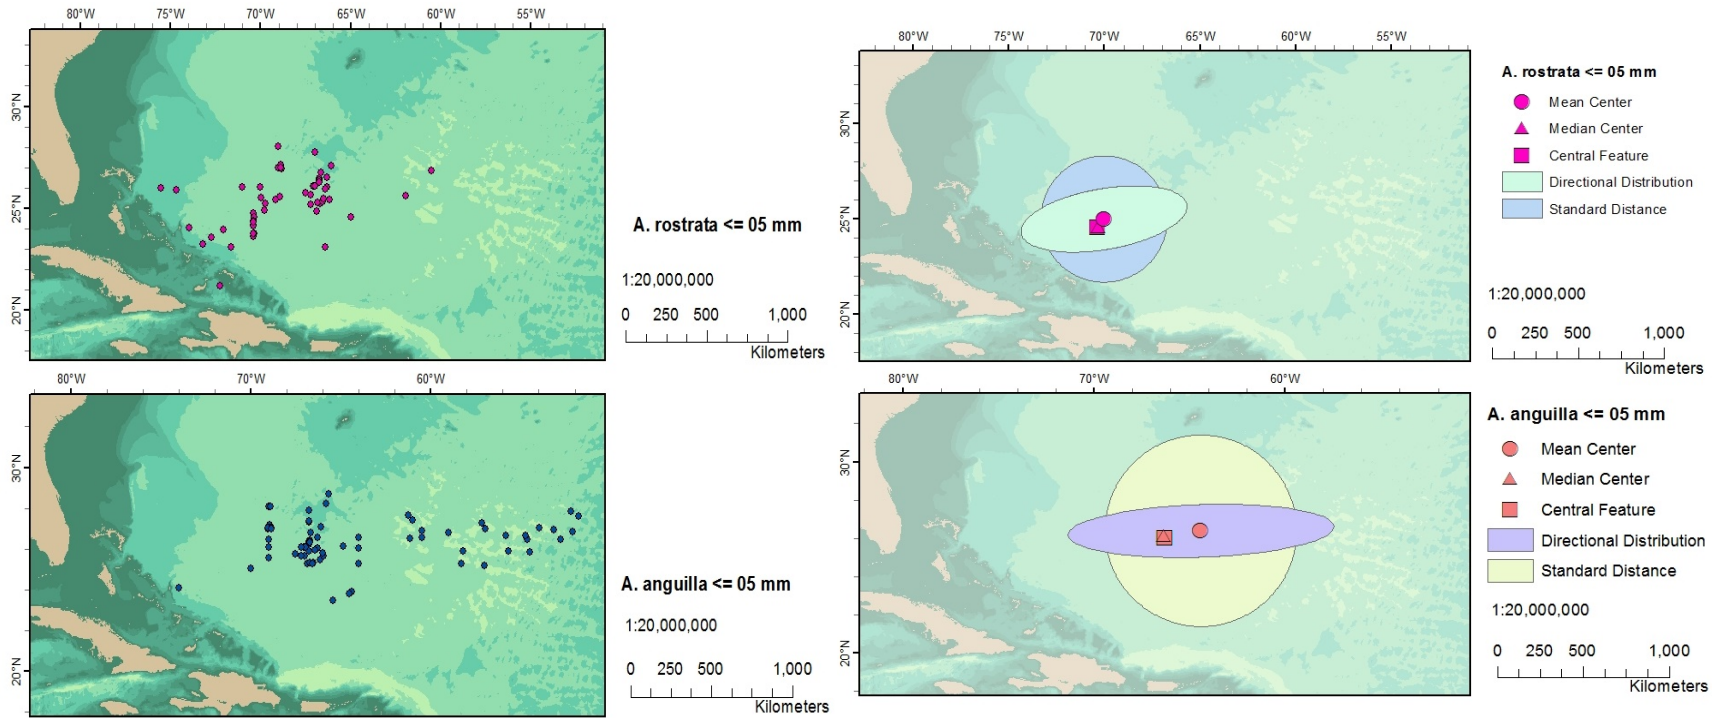 80°W 75°W 70°W 65°W 60°W 55°W
30°N
25°N
20°N
A. rostrata <= 05 mm
1:20,000,000
0 250 500 1,000
Kilometers
80°W 75°W 70°W 65°W 60°W 55°W
30°N
25°N
20°N
A. rostrata <= 05 mm
Mean Center
Median Center
Central Feature
Directional Distribution
Standard Distance
1:20,000,000
0 250 500 1,000
Kilometers
80°W 70°W 60°W
30°N
20°N
A. anguilla <= 05 mm
1:20,000,000
0 250 500 1,000
Kilometers
80°W 70°W 60°W
30°N
20°N
A. anguilla <= 05 mm
Mean Center
Median Center
Central Feature
Directional Distribution
Standard Distance
1:20,000,000
0 250 500 1,000
Kilometers